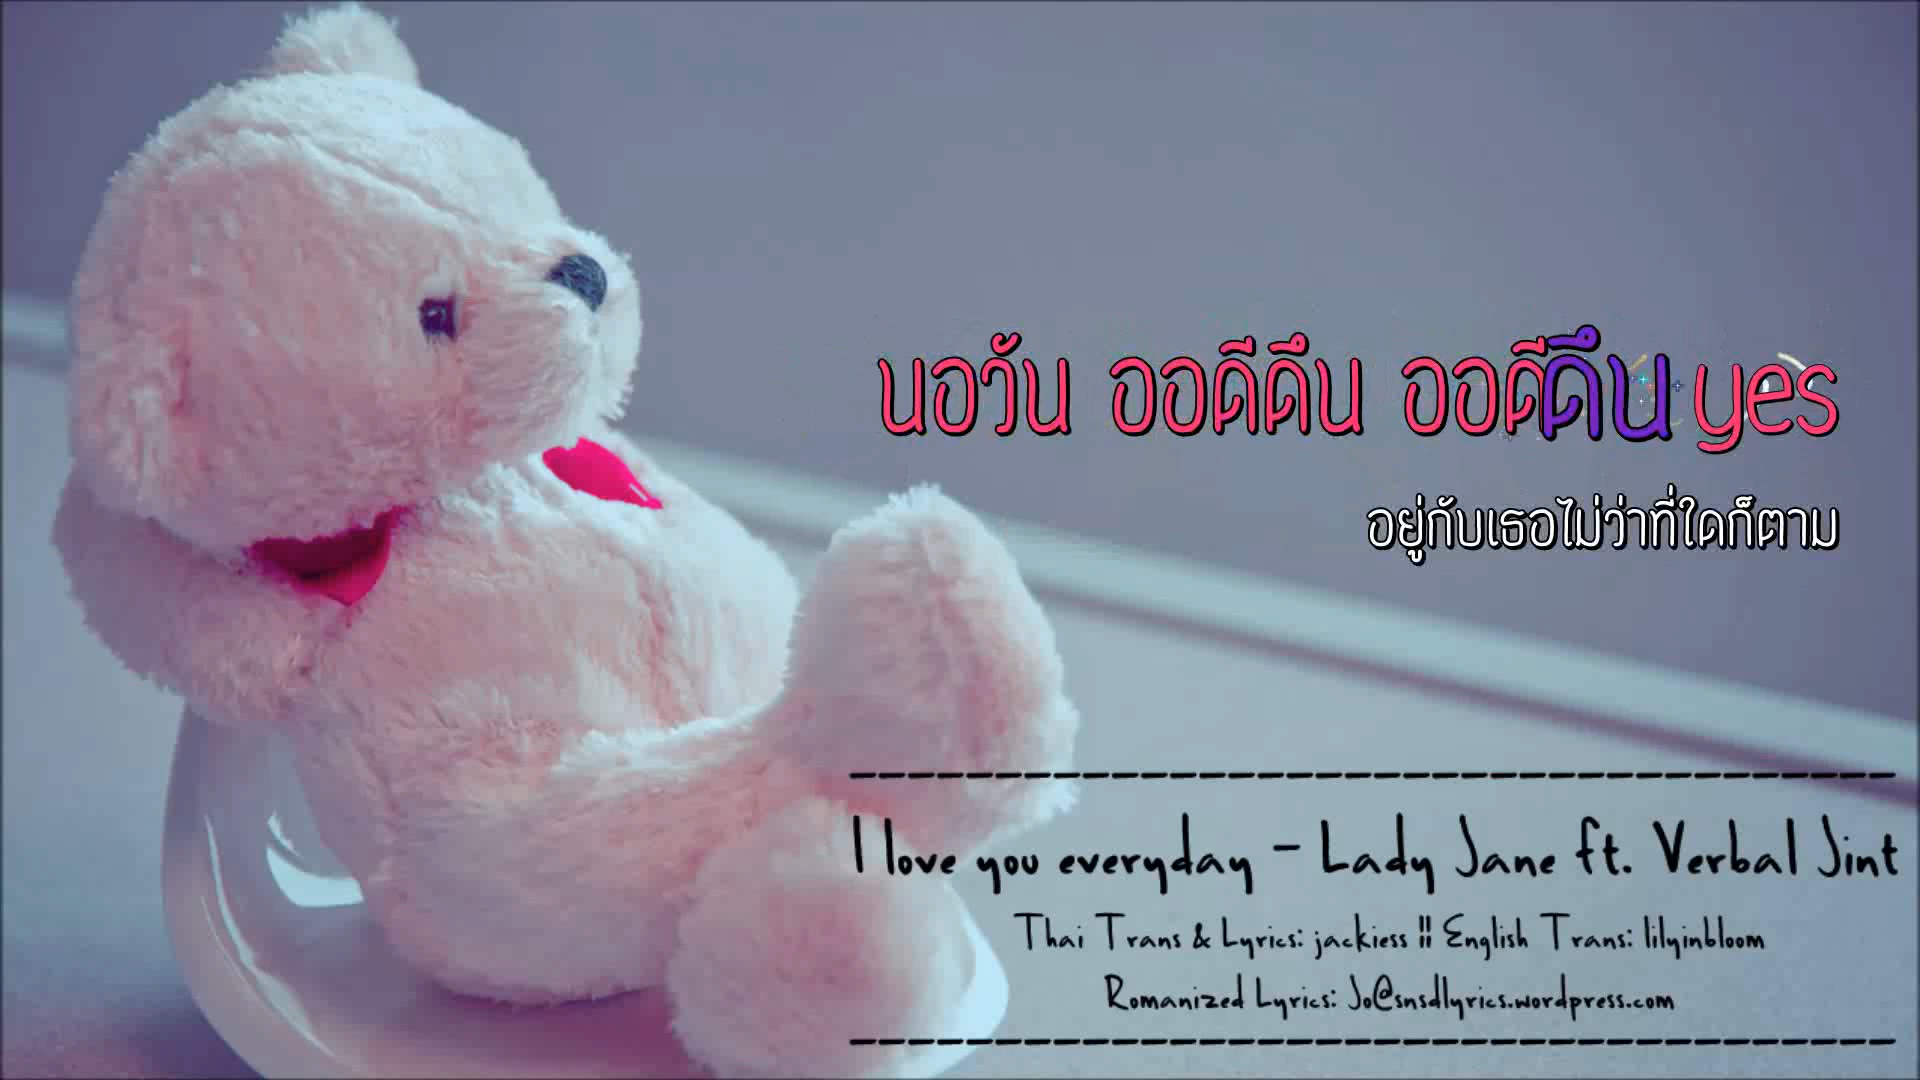 นอวัน ออดีดึน ออดีดึน yes
อยู่กับเธอไม่ว่าที่ใดก็ตาม
I love you everyday - Lady Jane ft. Verbal Jint
Thai Trans & Lyrics: jackiess || English Trans: lilyinbloom
Romanized Lyrics: Jo@snsdlyrics.wordpress.com